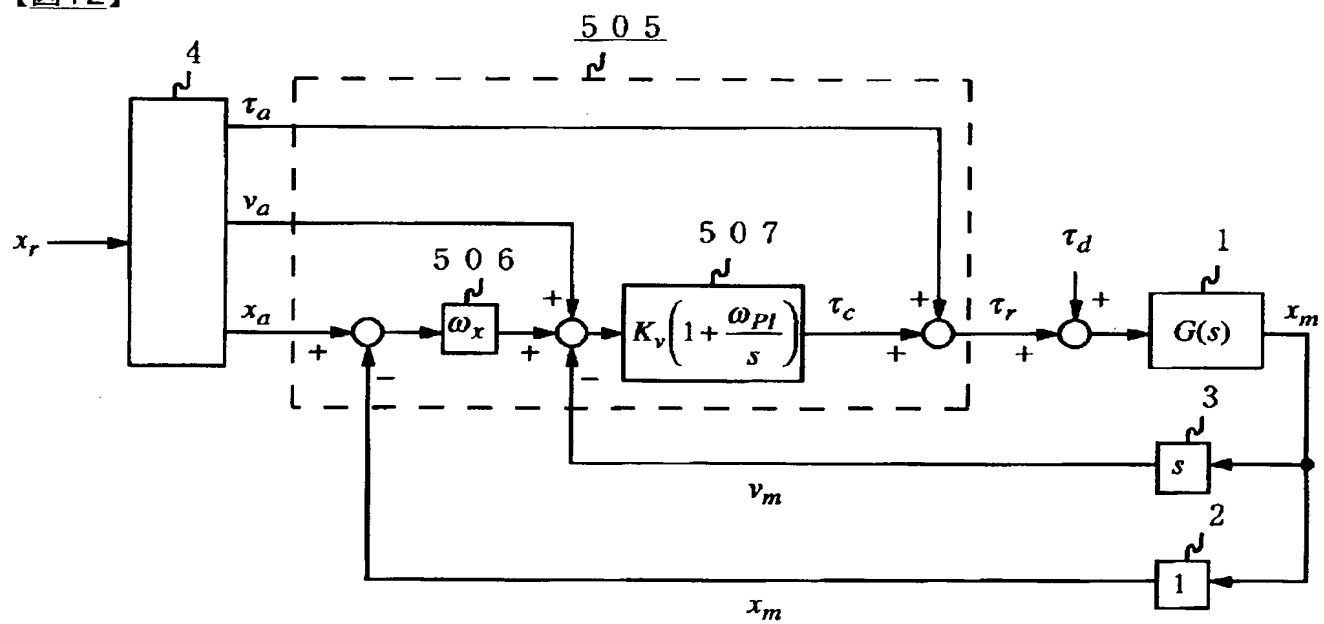 【図12】
505
4
τa
va
xr
506
507
τd
1
+
ωx
Kv(1+ωPI/s)
τc
+
τr
+
G(s)
xm
xa
+
+
+
+
−
−
3
s
vm
2
1
xm